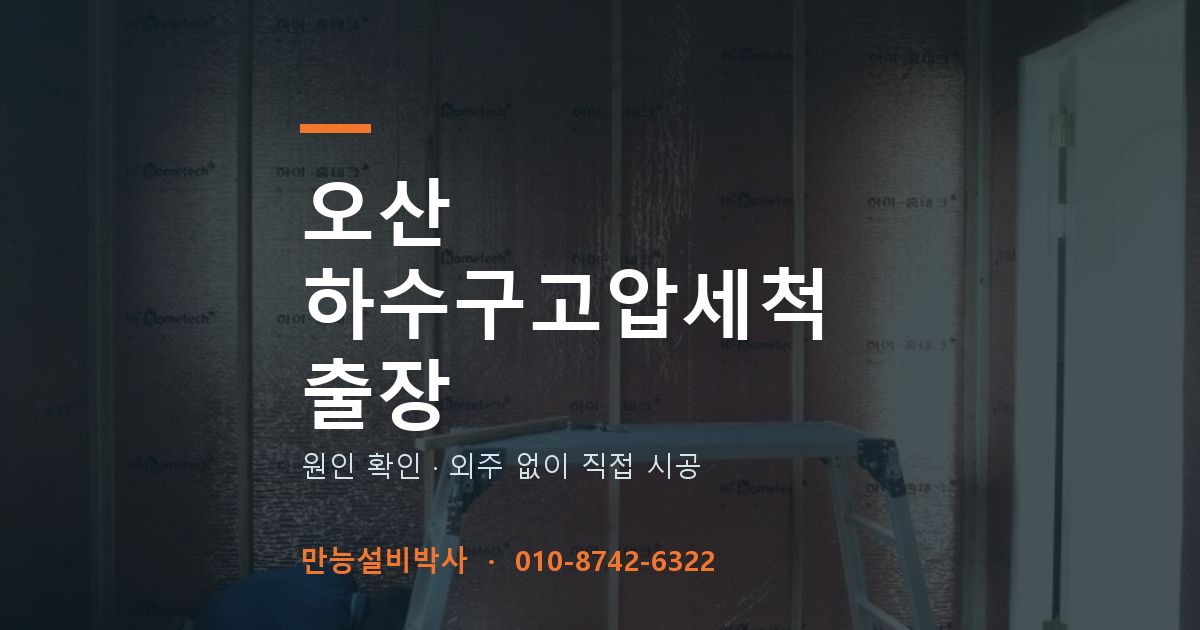 오산
하수구고압세척
출장
원인 확인 · 외주 없이 직접 시공
만능설비박사 · 010-8742-6322